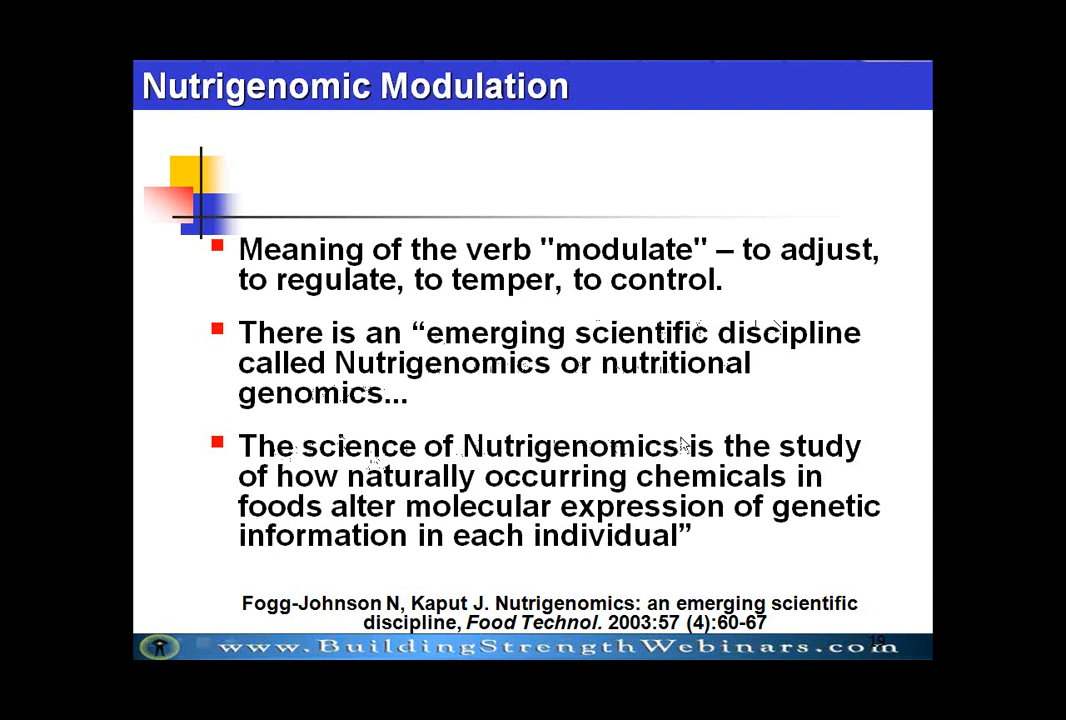 Nutrigenomic Modulation
Meaning of the verb "modulate" – to adjust,
to regulate, to temper, to control.
There is an “emerging scientific discipline
called Nutrigenomics or nutritional
genomics...
The science of Nutrigenomics is the study
of how naturally occurring chemicals in
foods alter molecular expression of genetic
information in each individual”
Fogg-Johnson N, Kaput J. Nutrigenomics: an emerging scientific
discipline, Food Technol. 2003:57 (4):60-67
19
www.BuildingStrengthWebinars.com